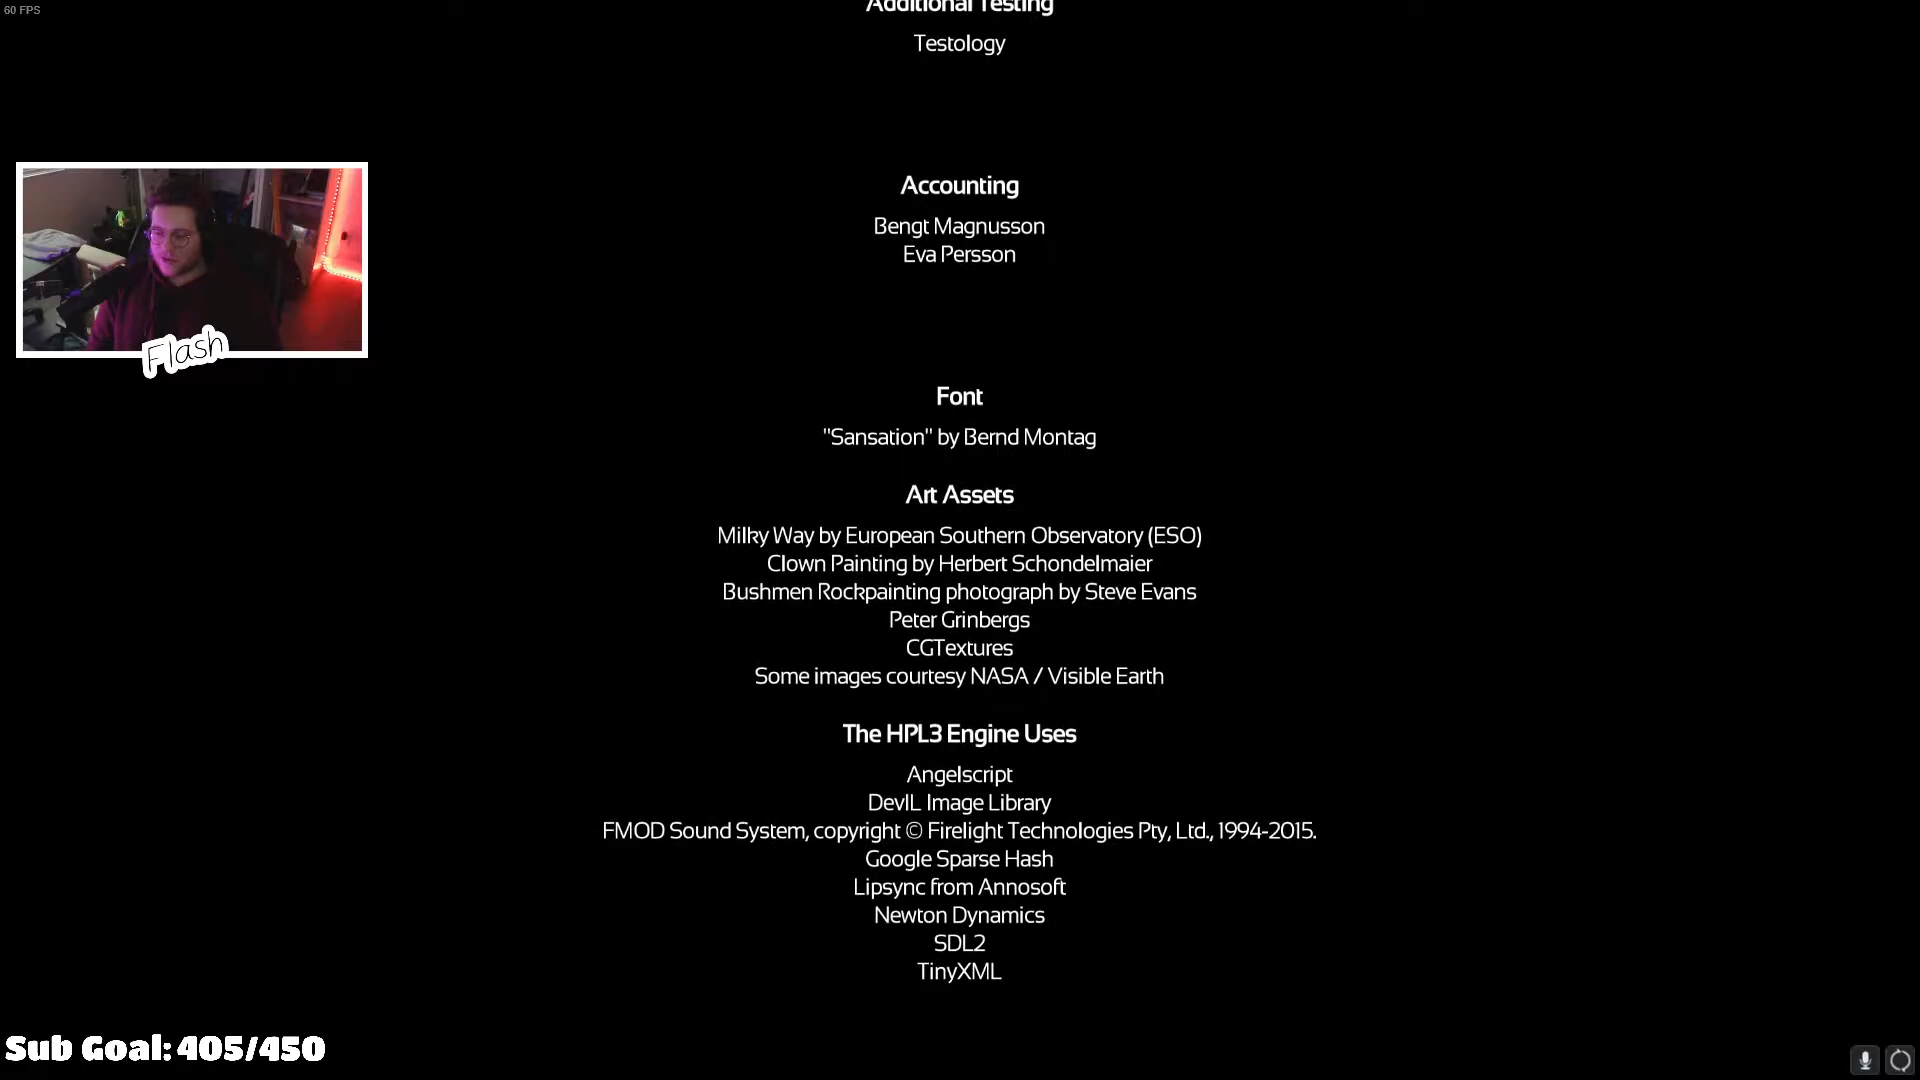 60 FPS
Additional Testing
Testology
Accounting
Bengt Magnusson
Eva Persson
Flash
Font
"Sansation" by Bernd Montag
Art Assets
Milky Way by European Southern Observatory (ESO)
Clown Painting by Herbert Schondelmaier
Bushmen Rockpainting photograph by Steve Evans
Peter Grinbergs
CGTextures
Some images courtesy NASA / Visible Earth
The HPL3 Engine Uses
Angelscript
DevIL Image Library
FMOD Sound System, copyright © Firelight Technologies Pty, Ltd., 1994-2015.
Google Sparse Hash
Lipsync from Annosoft
Newton Dynamics
SDL2
TinyXML
Sub Goal: 405/450